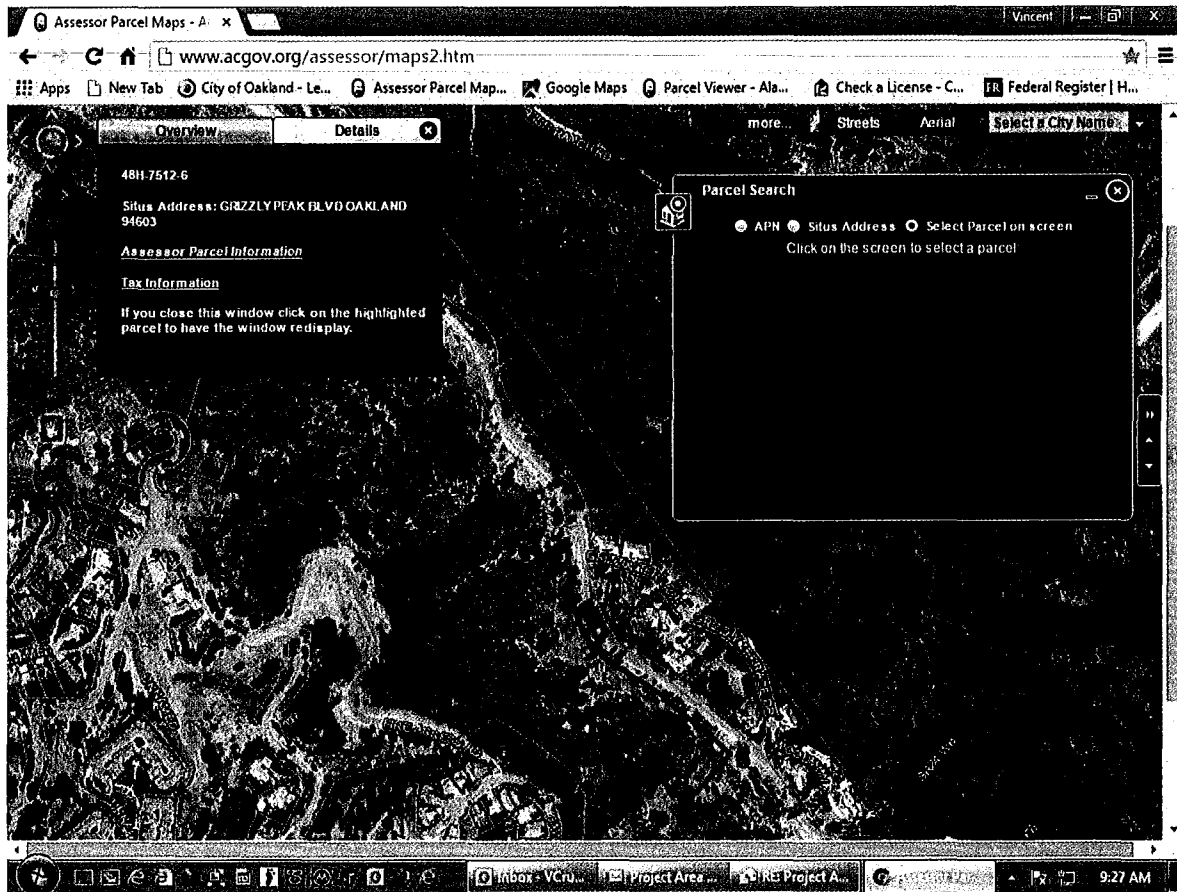 Assessor Parcel Maps - A
Vincent
www.acgov.org/assessor/maps2.htm
Apps New Tab City of Oakland - Le... Assessor Parcel Map... Google Maps Parcel Viewer - Ala... Check a License - C... FR Federal Register | H...
Overview Details
more... Streets Aerial Select a City Name
48H-7512-6
Situs Address: GRIZZLY PEAK BLVD OAKLAND
94603
Assessor Parcel Information
Tax Information
If you close this window click on the highlighted
parcel to have the window redisplay.
Parcel Search
APN Situs Address Select Parcel on screen
Click on the screen to select a parcel
Inbox - VCru... Project Area ... RE: Project A... 9:27 AM